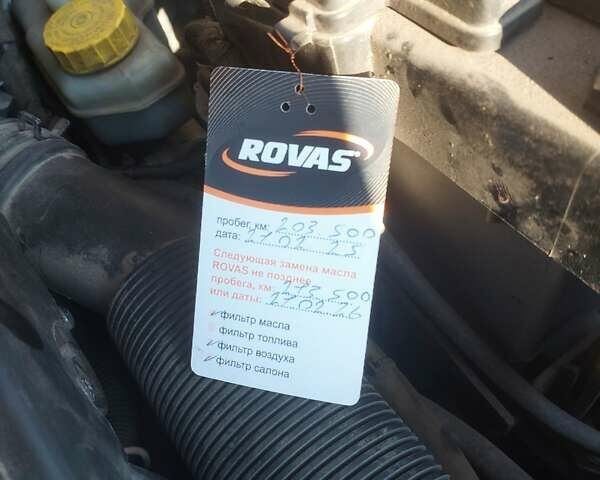 ROVAS
пробег, км: 203 500
дата:
Следующая замена масла
ROVAS не позднее
пробега, км: 500
или даты:
фильтр масла
фильтр топлива
фильтр воздуха
фильтр салона